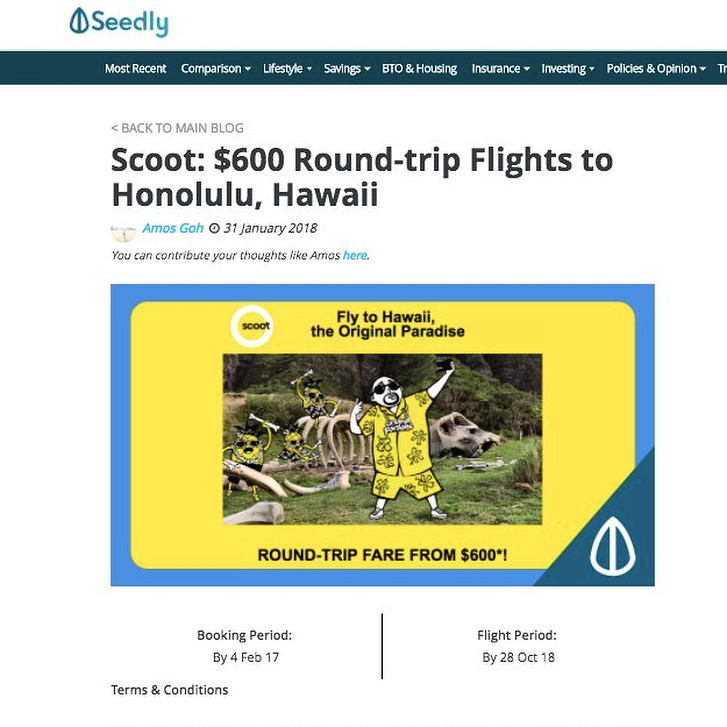 Seedly
Most Recent Comparison Lifestyle Savings BTO & Housing Insurance Investing Policies & Opinion Tr
< BACK TO MAIN BLOG
Scoot: $600 Round-trip Flights to
Honolulu, Hawaii
Amos Goh 31 January 2018
You can contribute your thoughts like Amos here.
scoot
Fly to Hawaii,
the Original Paradise
ROUND-TRIP FARE FROM $600*!
Booking Period:
By 4 Feb 17
Flight Period:
By 28 Oct 18
Terms & Conditions